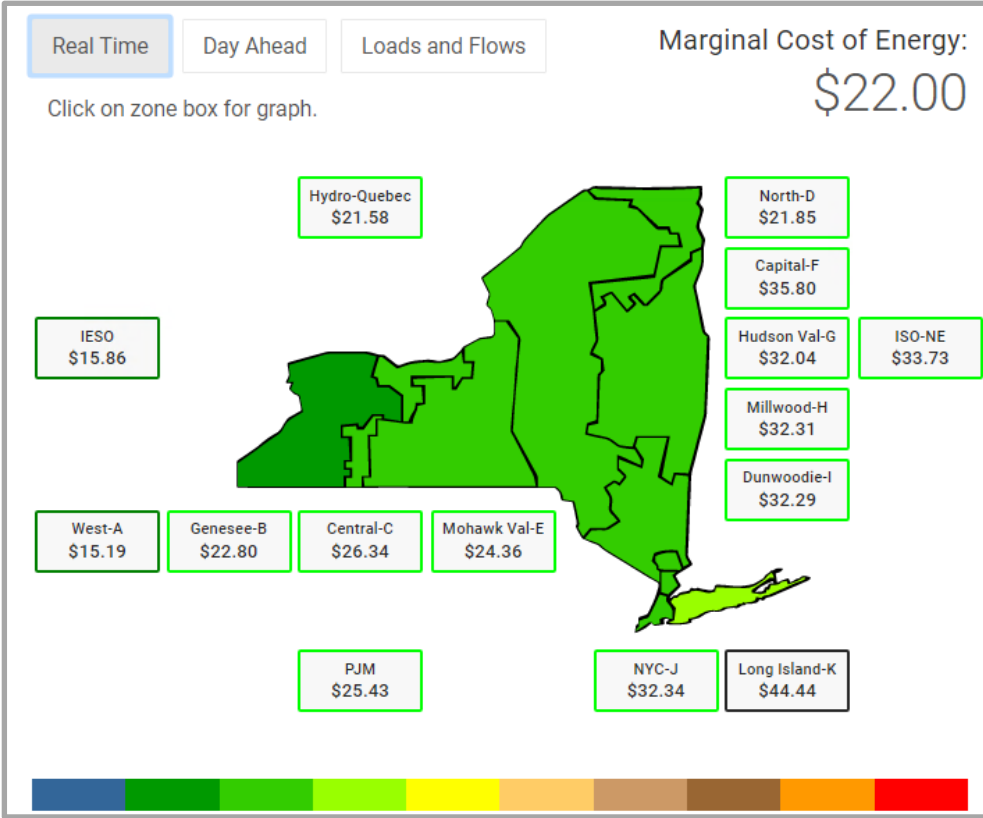 Real Time
Day Ahead
Loads and Flows
Marginal Cost of Energy:
$22.00
Click on zone box for graph.
Hydro-Quebec
$21.58
North-D
$21.85
Capital-F
$35.80
IESO
$15.86
Hudson Val-G
$32.04
ISO-NE
$33.73
Millwood-H
$32.31
Dunwoodie-I
$32.29
West-A
$15.19
Genesee-B
$22.80
Central-C
$26.34
Mohawk Val-E
$24.36
PJM
$25.43
NYC-J
$32.34
Long Island-K
$44.44